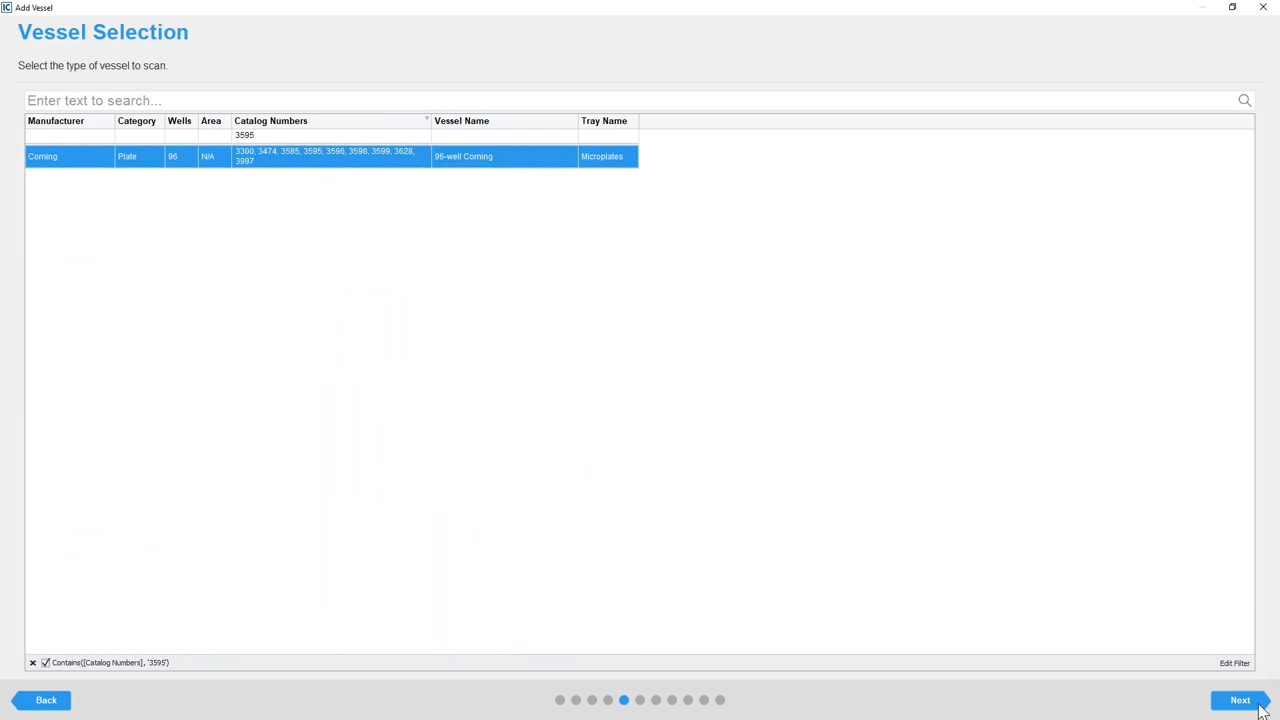 IC Add Vessel
Vessel Selection
Select the type of vessel to scan.
Enter text to search...
Manufacturer Category Wells Area Catalog Numbers Vessel Name Tray Name
3595
Corning Plate 96 N/A 3300, 3474, 3585, 3595, 3596, 3598, 3599, 3628, 96-well Corning Microplates
3997
Contains([Catalog Numbers], '3595') Edit Filter
Back Next